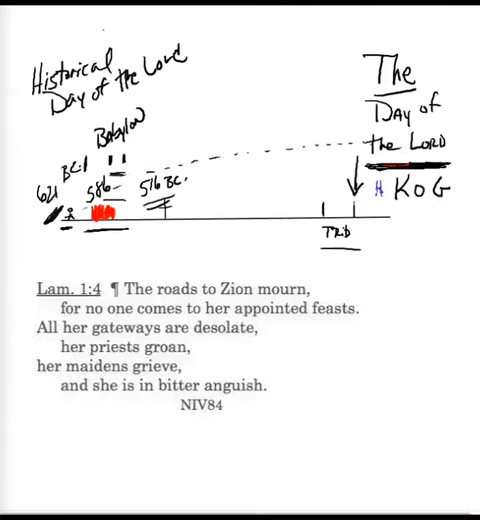 Historical
Day of the Lord
Babylon
621
BC
586
516 BC.
The
DAY of
the LORD
KOG
TRIb
Lam. 1:4 ¶ The roads to Zion mourn,
for no one comes to her appointed feasts.
All her gateways are desolate,
her priests groan,
her maidens grieve,
and she is in bitter anguish.
NIV84